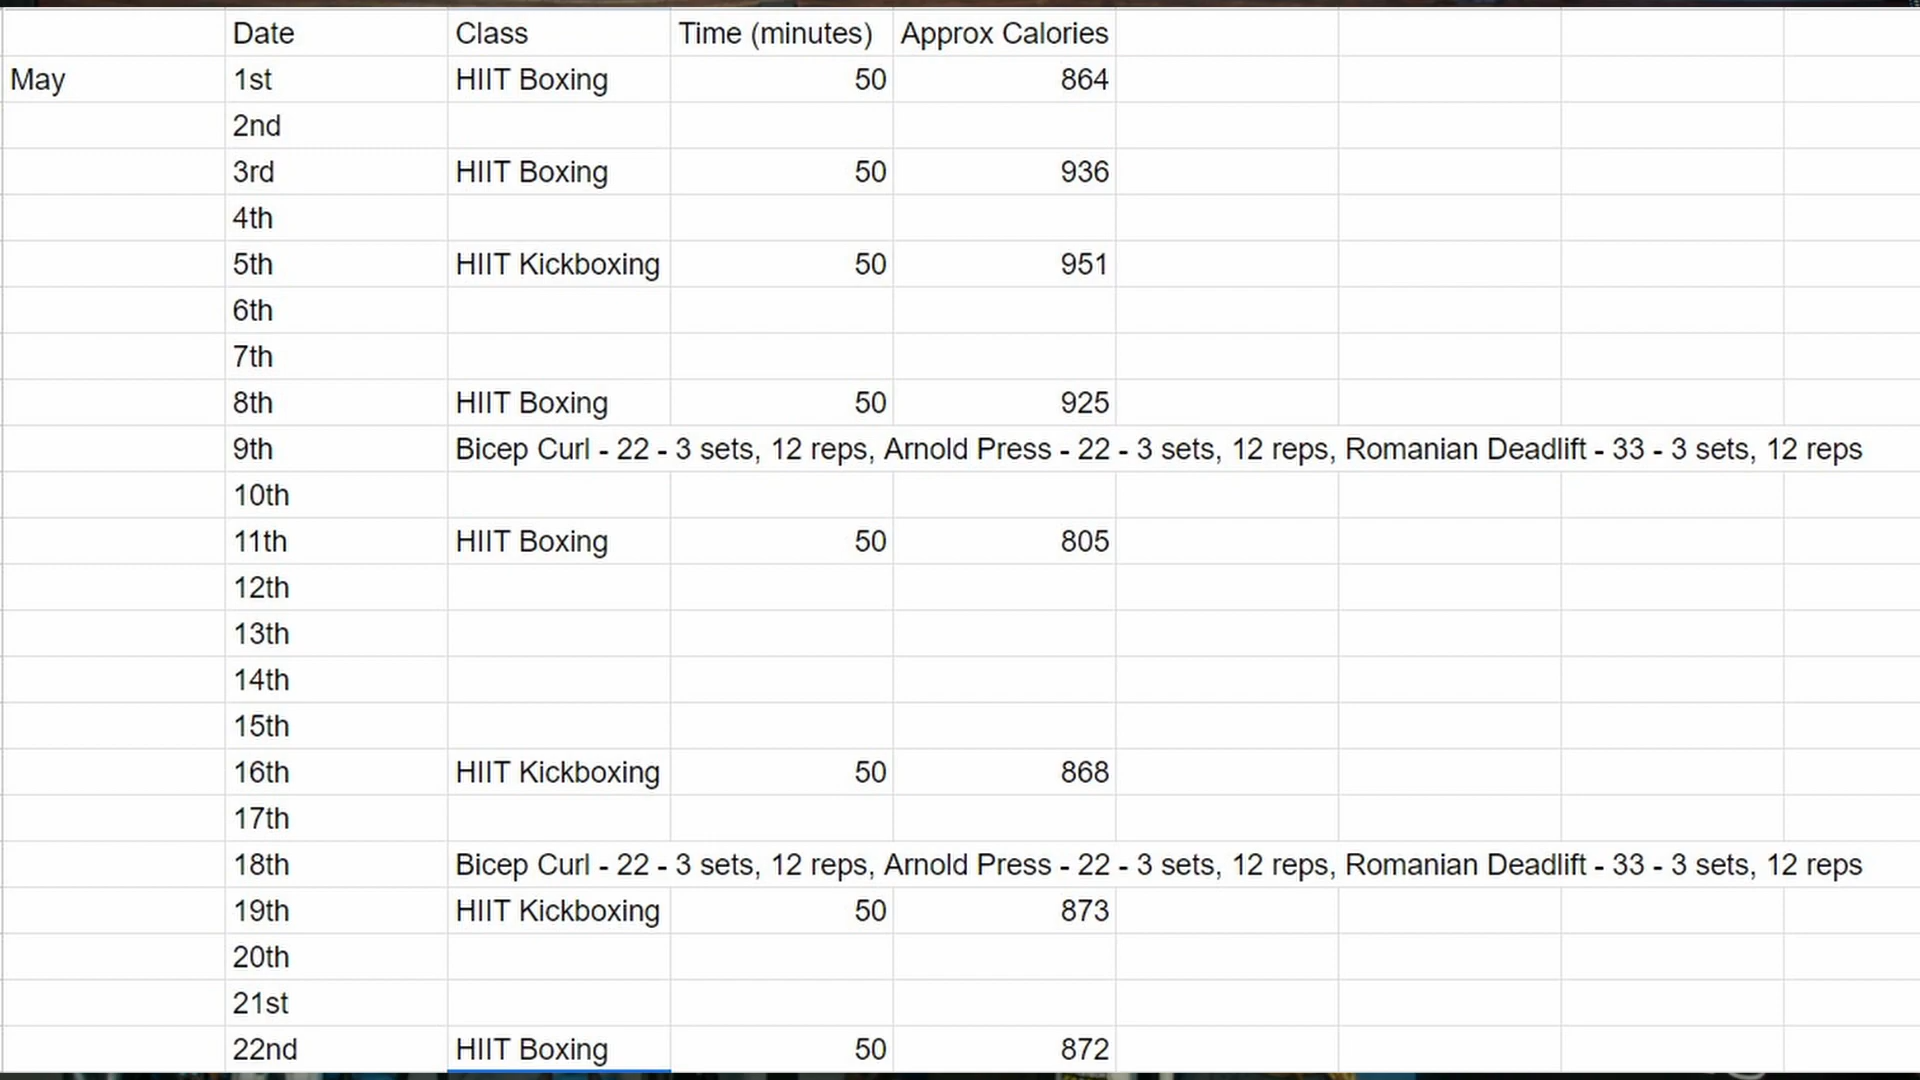 Date Class Time (minutes) Approx Calories
May 1st HIIT Boxing 50 864
2nd
3rd HIIT Boxing 50 936
4th
5th HIIT Kickboxing 50 951
6th
7th
8th HIIT Boxing 50 925
9th Bicep Curl - 22 - 3 sets, 12 reps, Arnold Press - 22 - 3 sets, 12 reps, Romanian Deadlift - 33 - 3 sets, 12 reps
10th
11th HIIT Boxing 50 805
12th
13th
14th
15th
16th HIIT Kickboxing 50 868
17th
18th Bicep Curl - 22 - 3 sets, 12 reps, Arnold Press - 22 - 3 sets, 12 reps, Romanian Deadlift - 33 - 3 sets, 12 reps
19th HIIT Kickboxing 50 873
20th
21st
22nd HIIT Boxing 50 872